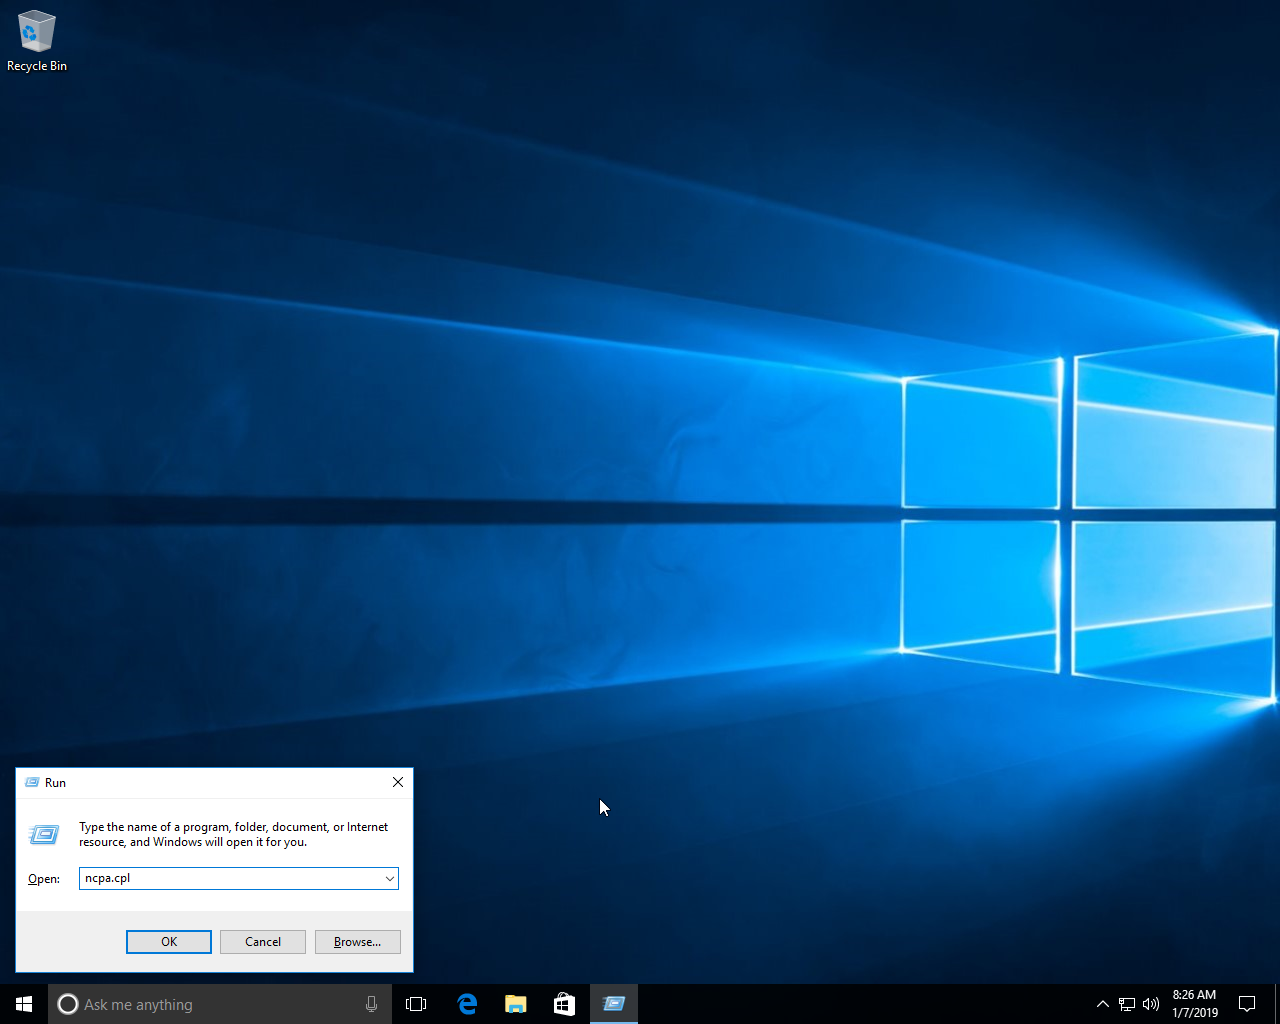 Recycle Bin
Run
Type the name of a program, folder, document, or Internet
resource, and Windows will open it for you.
Open:
ncpa.cpl
OK
Cancel
Browse...
Ask me anything
8:26 AM
1/7/2019